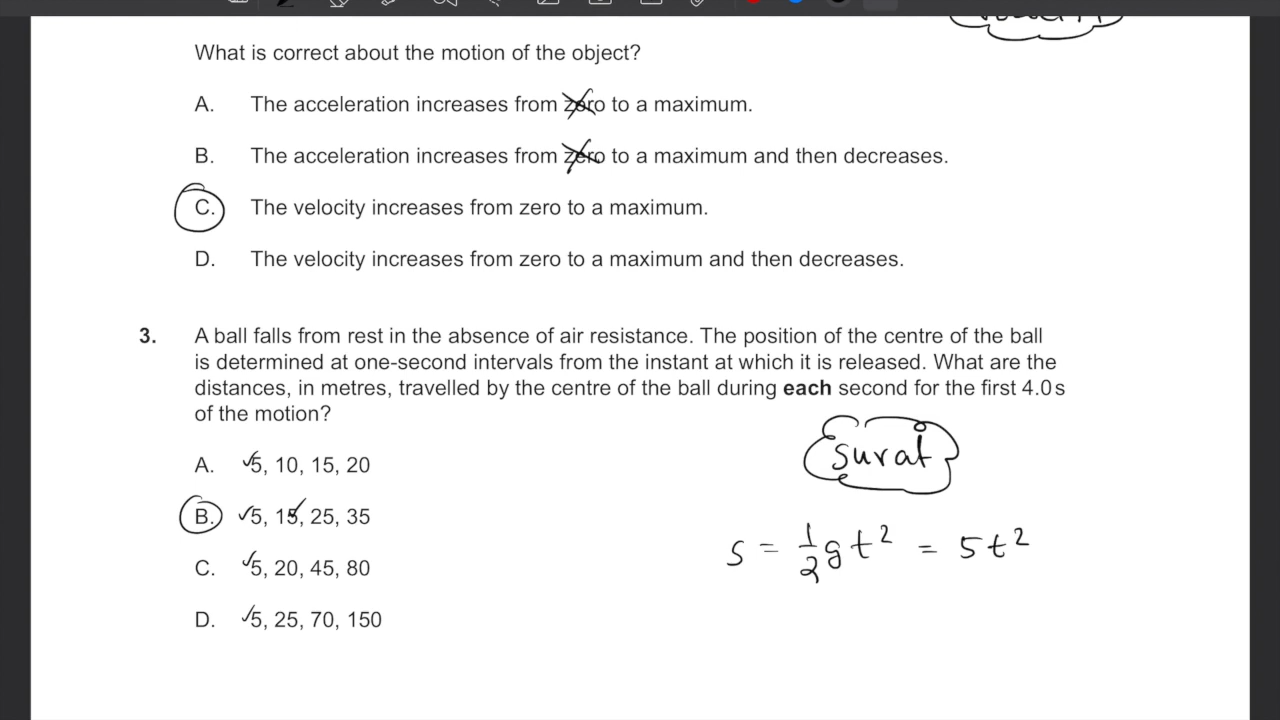 What is correct about the motion of the object?
A. The acceleration increases from zero to a maximum.
B. The acceleration increases from zero to a maximum and then decreases.
C. The velocity increases from zero to a maximum.
D. The velocity increases from zero to a maximum and then decreases.
3. A ball falls from rest in the absence of air resistance. The position of the centre of the ball
is determined at one-second intervals from the instant at which it is released. What are the
distances, in metres, travelled by the centre of the ball during each second for the first 4.0 s
of the motion?
A. ✓5, 10, 15, 20
B. ✓5, 15, 25, 35
C. ✓5, 20, 45, 80
D. ✓5, 25, 70, 150
suvat
s = 1/2 g t² = 5t²